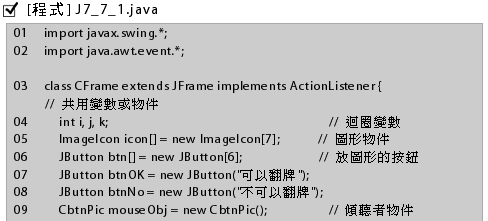 [程式] J7_7_1.java
01 import javax.swing.*;
02 import java.awt.event.*;
03 class CFrame extends JFrame implements ActionListener{
// 共用變數或物件
04 int i, j, k; // 迴圈變數
05 ImageIcon icon[] = new ImageIcon[7]; // 圖形物件
06 JButton btn[] = new JButton[6]; // 放圖形的按鈕
07 JButton btnOK = new JButton("可以翻牌");
08 JButton btnNo = new JButton("不可以翻牌");
09 CbtnPic mouseObj = new CbtnPic(); // 傾聽者物件